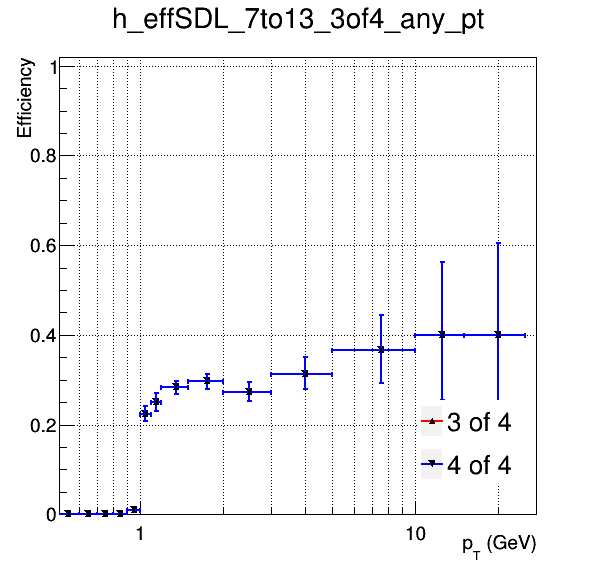 h_effSDL_7to13_3of4_any_pt
Efficiency
1
0.8
0.6
0.4
0.2
0
3 of 4
4 of 4
1
10
p_T (GeV)